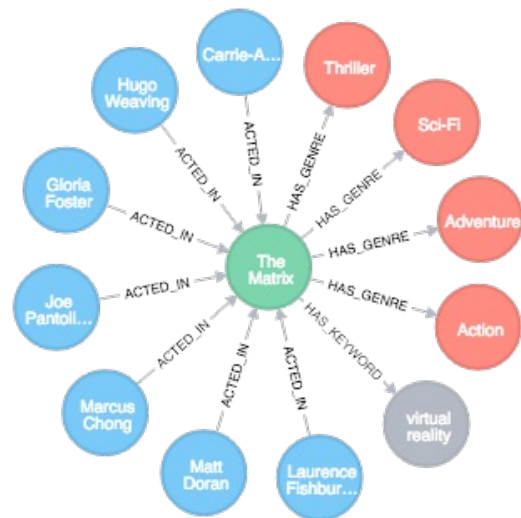 Carrie-A...
ACTED_IN
Thriller
HAS_GENRE
Hugo
Weaving
ACTED_IN
Sci-Fi
HAS_GENRE
Gloria
Foster
ACTED_IN
Adventure
HAS_GENRE
The
Matrix
Joe
Pantoli...
ACTED_IN
Action
HAS_GENRE
Marcus
Chong
ACTED_IN
virtual
reality
HAS_KEYWORD
Matt
Doran
ACTED_IN
Laurence
Fishbur...
ACTED_IN